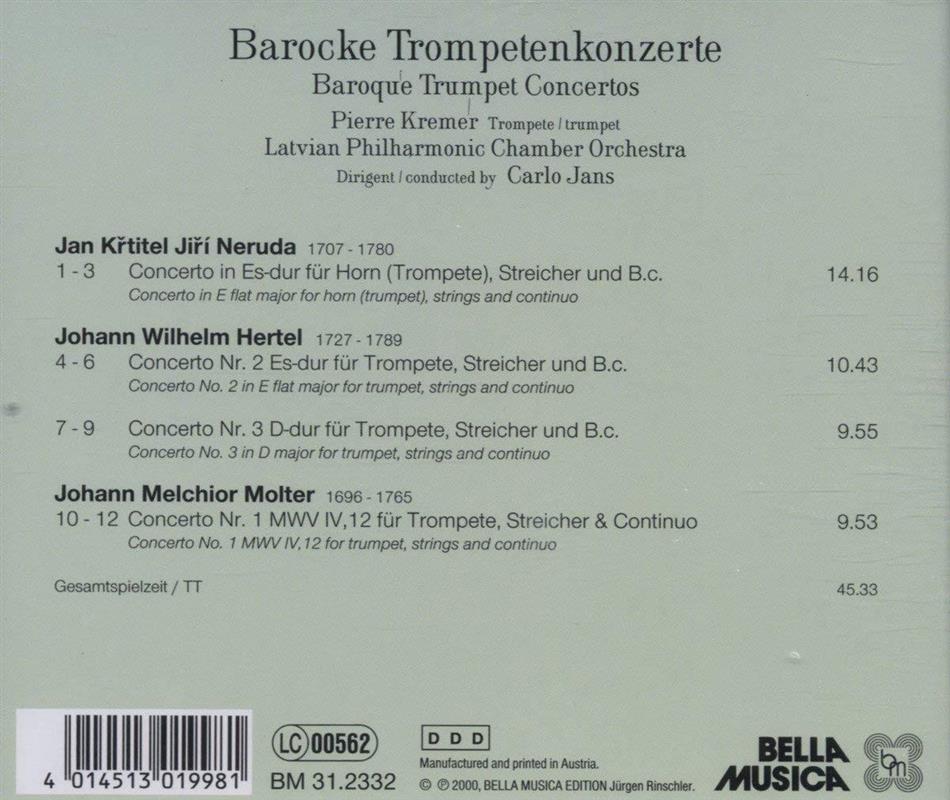 Barocke Trompetenkonzerte
Baroque Trumpet Concertos
Pierre Kremer Trompete / trumpet
Latvian Philharmonic Chamber Orchestra
Dirigent / conducted by Carlo Jans
Jan Křtitel Jiří Neruda 1707 - 1780
1 - 3 Concerto in Es-dur für Horn (Trompete), Streicher und B.c. 14.16
Concerto in E flat major for horn (trumpet), strings and continuo
Johann Wilhelm Hertel 1727 - 1789
4 - 6 Concerto Nr. 2 Es-dur für Trompete, Streicher und B.c. 10.43
Concerto No. 2 in E flat major for trumpet, strings and continuo
7 - 9 Concerto Nr. 3 D-dur für Trompete, Streicher und B.c. 9.55
Concerto No. 3 in D major for trumpet, strings and continuo
Johann Melchior Molter 1696 - 1765
10 - 12 Concerto Nr. 1 MWV IV,12 für Trompete, Streicher & Continuo 9.53
Concerto No. 1 MWV IV,12 for trumpet, strings and continuo
Gesamtspielzeit / TT 45.33
4 014513 019981
LC 00562
BM 31.2332
D D D
Manufactured and printed in Austria.
© ℗ 2000, BELLA MUSICA EDITION Jürgen Rinschler.
BELLA
MUSICA
bm